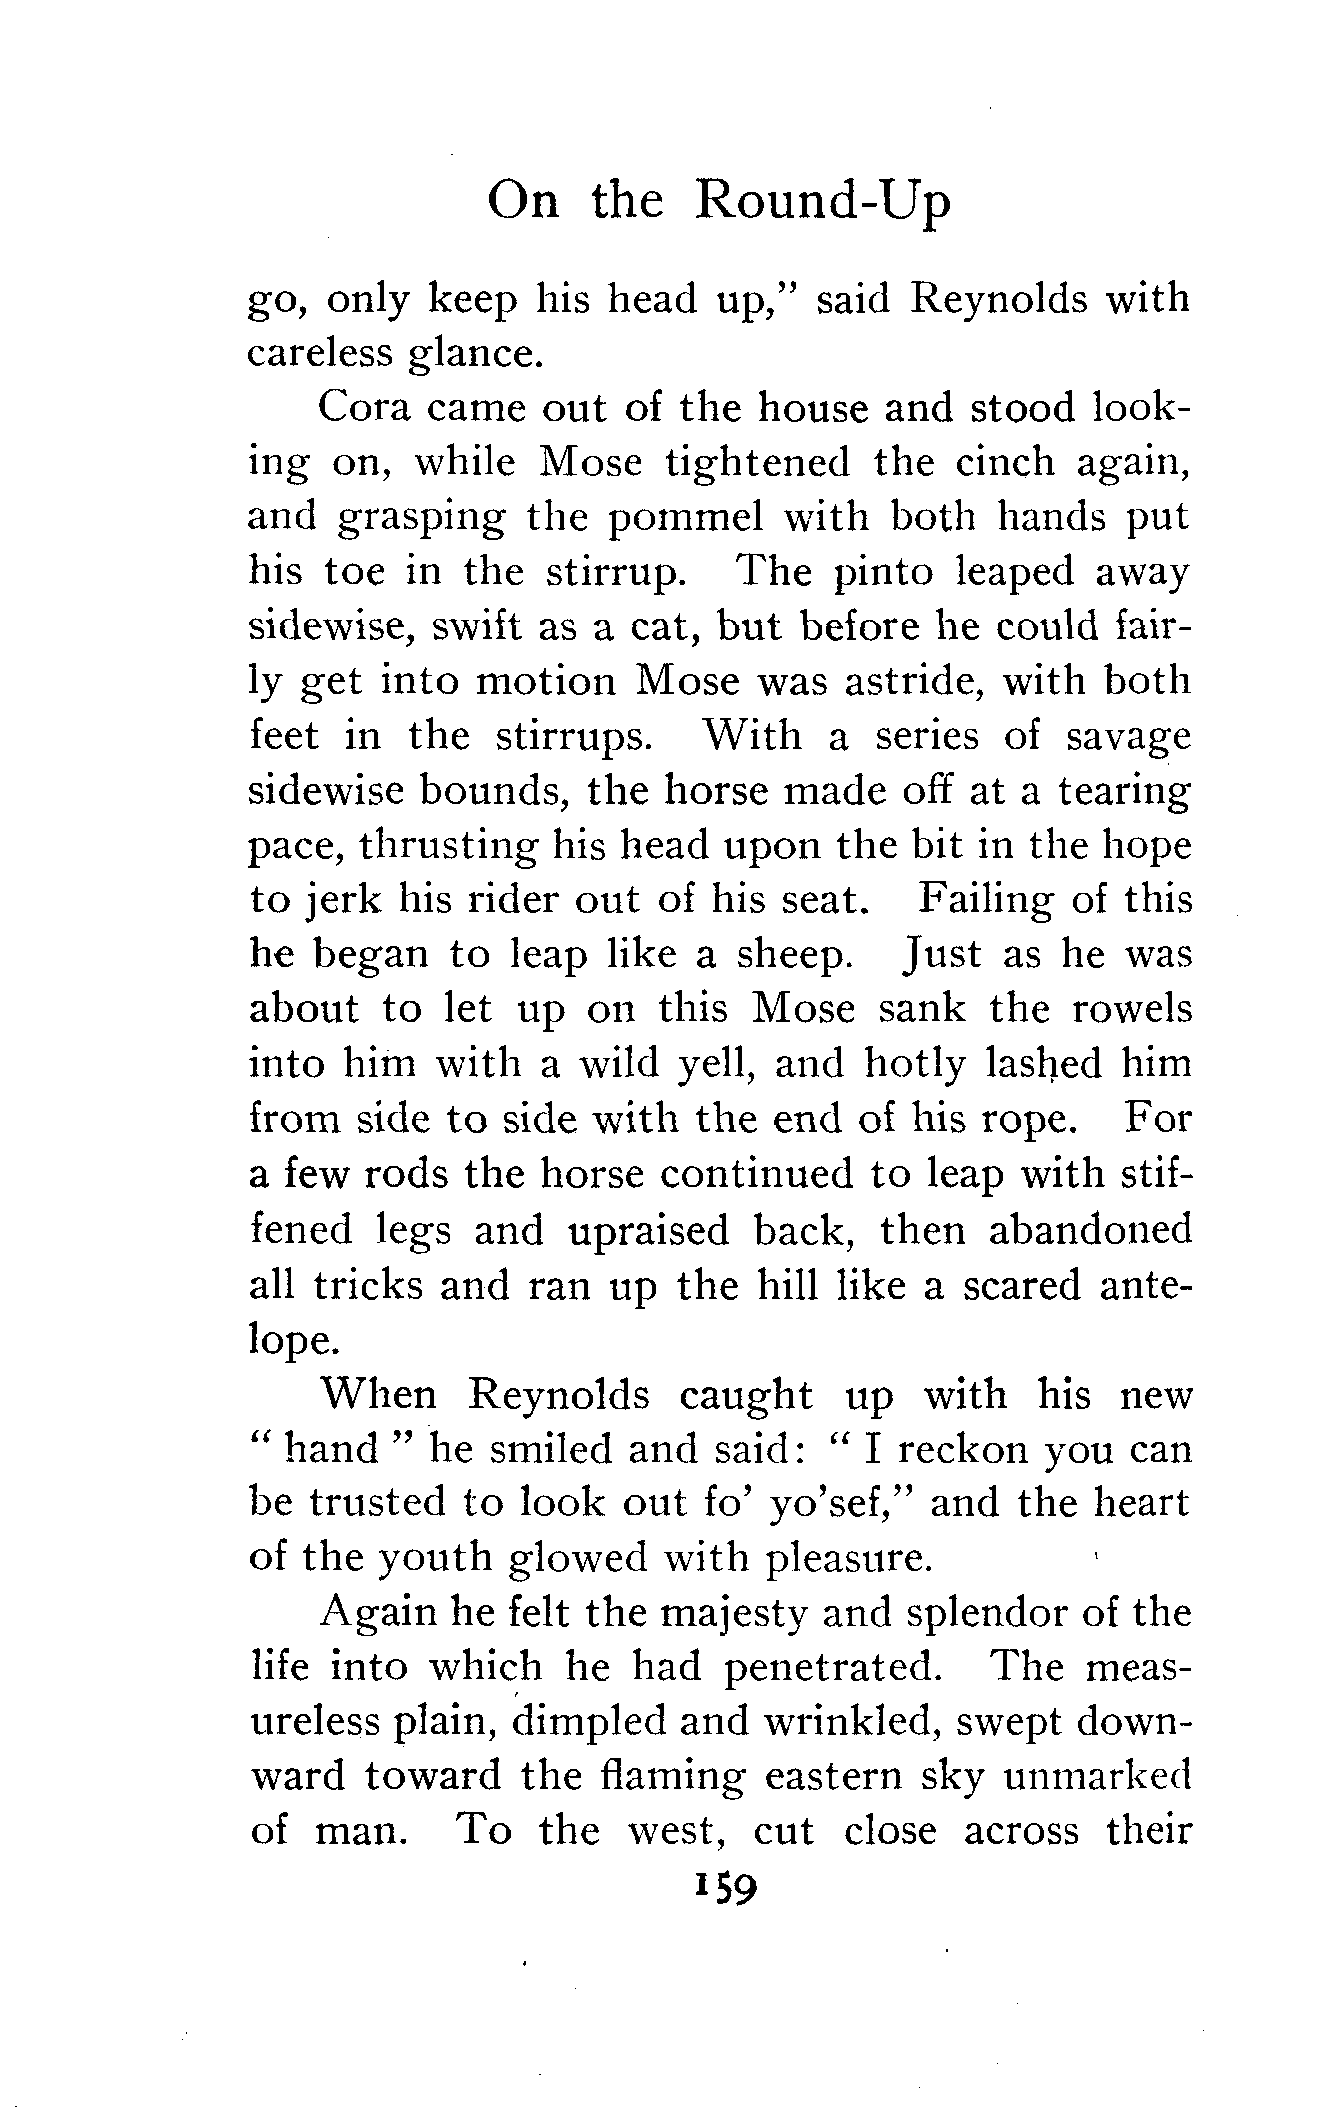 On the Round-Up
go, only keep his head up,” said Reynolds with
careless glance.
Cora came out of the house and stood look-
ing on, while Mose tightened the cinch again,
and grasping the pommel with both hands put
his toe in the stirrup. The pinto leaped away
sidewise, swift as a cat, but before he could fair-
ly get into motion Mose was astride, with both
feet in the stirrups. With a series of savage
sidewise bounds, the horse made off at a tearing
pace, thrusting his head upon the bit in the hope
to jerk his rider out of his seat. Failing of this
he began to leap like a sheep. Just as he was
about to let up on this Mose sank the rowels
into him with a wild yell, and hotly lashed him
from side to side with the end of his rope. For
a few rods the horse continued to leap with stif-
fened legs and upraised back, then abandoned
all tricks and ran up the hill like a scared ante-
lope.
When Reynolds caught up with his new
“ hand ” he smiled and said: “ I reckon you can
be trusted to look out fo’ yo’sef,” and the heart
of the youth glowed with pleasure.
Again he felt the majesty and splendor of the
life into which he had penetrated. The meas-
ureless plain, dimpled and wrinkled, swept down-
ward toward the flaming eastern sky unmarked
of man. To the west, cut close across their
159